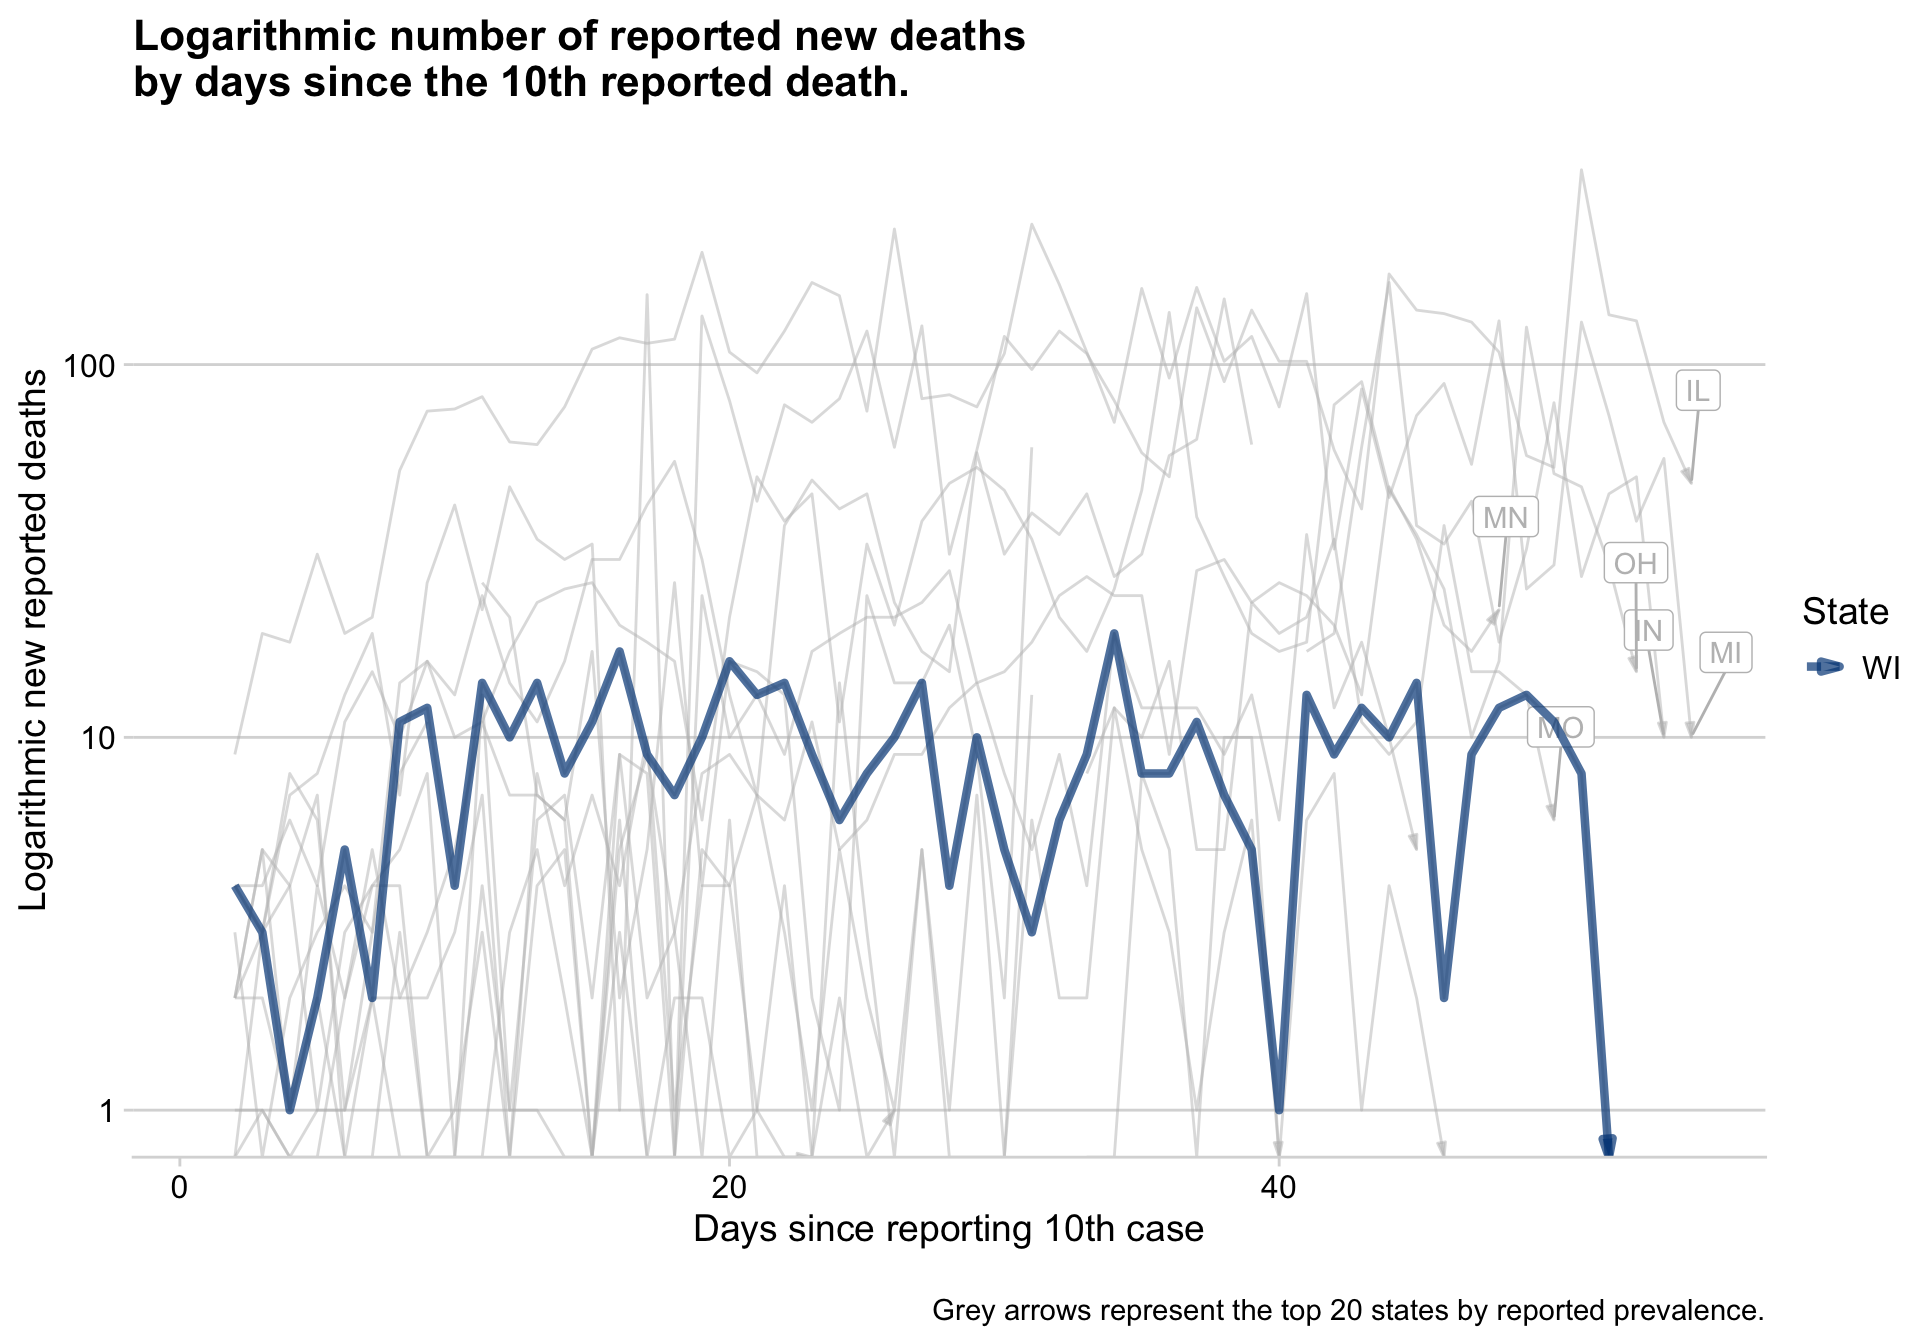 Logarithmic number of reported new deaths
by days since the 10th reported death.
Logarithmic new reported deaths
100
10
1
IL
MN
OH
IN
MI
MO
State
WI
0
20
40
Days since reporting 10th case
Grey arrows represent the top 20 states by reported prevalence.